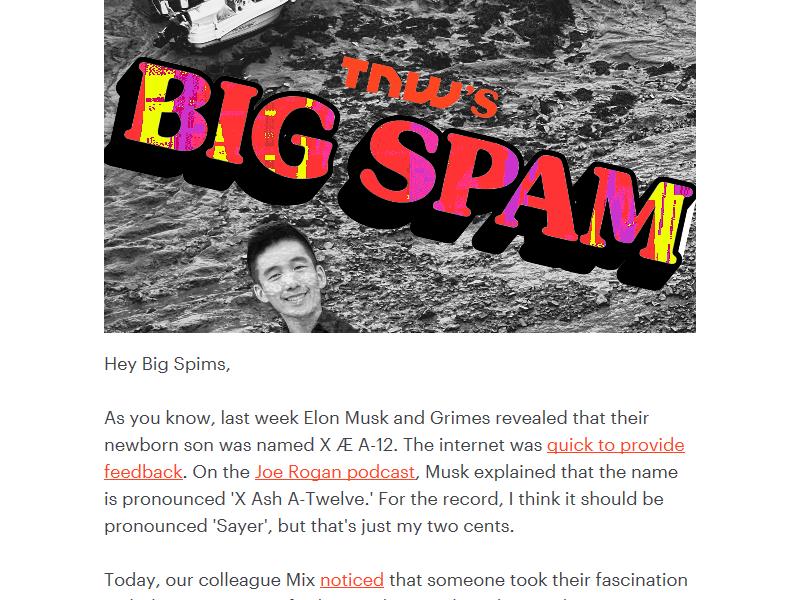 TNW's
BIG SPAM
Hey Big Spims,
As you know, last week Elon Musk and Grimes revealed that their
newborn son was named X Æ A-12. The internet was quick to provide
feedback. On the Joe Rogan podcast, Musk explained that the name
is pronounced 'X Ash A-Twelve.' For the record, I think it should be
pronounced 'Sayer', but that's just my two cents.
Today, our colleague Mix noticed that someone took their fascination